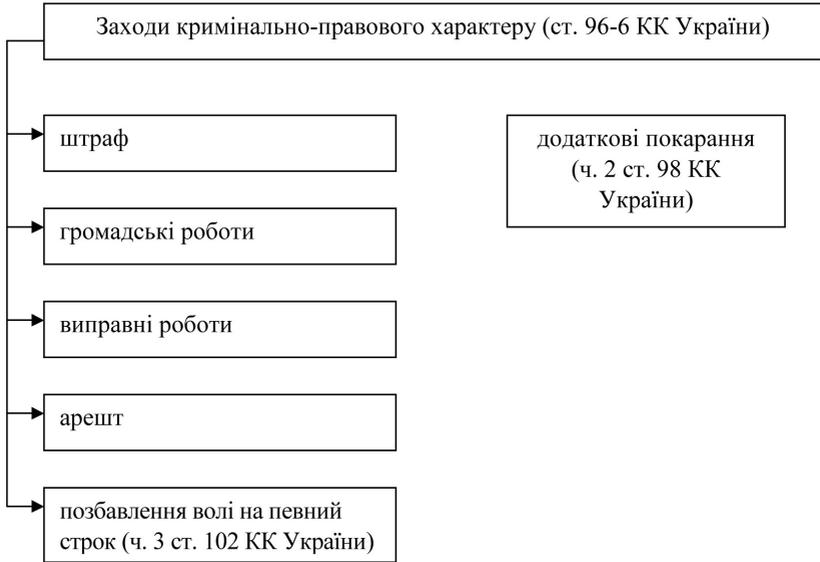 Заходи кримінально-правового характеру (ст. 96-6 КК України)
штраф
додаткові покарання
(ч. 2 ст. 98 КК
України)
громадські роботи
виправні роботи
арешт
позбавлення волі на певний
строк (ч. 3 ст. 102 КК України)